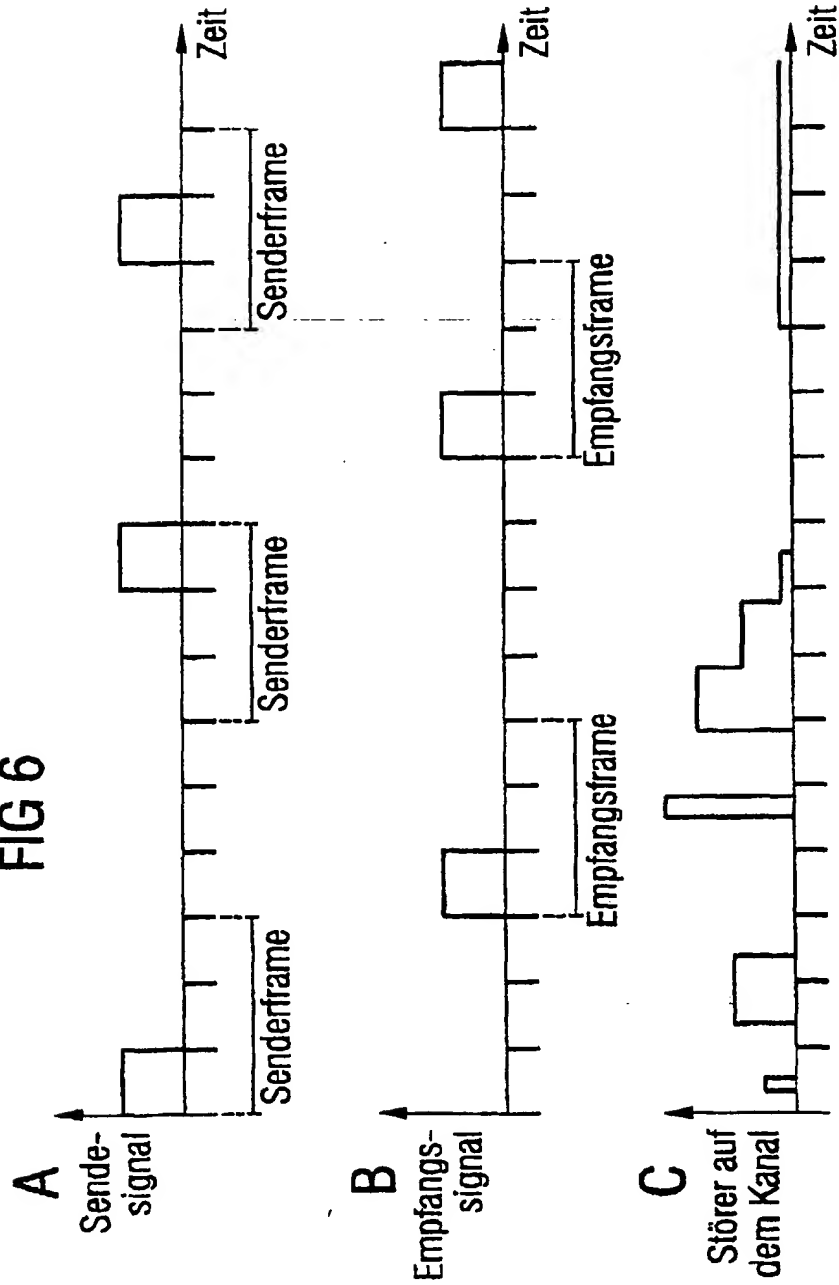 FIG 6
A
Sende-
signal
Zeit
Senderframe
Senderframe
Senderframe
B
Empfangs-
signal
Zeit
Empfangsframe
Empfangsframe
C
Störer auf
dem Kanal
Zeit